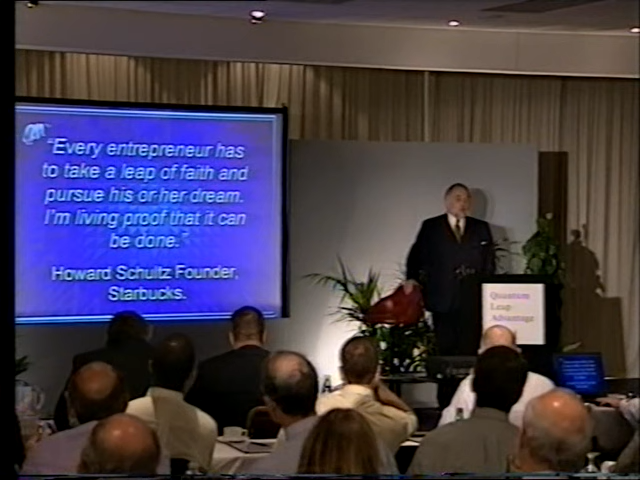 "Every entrepreneur has
to take a leap of faith and
pursue his or her dream.
I'm living proof that it can
be done."
Howard Schultz Founder,
Starbucks.
Quantum
Leap
Advantage